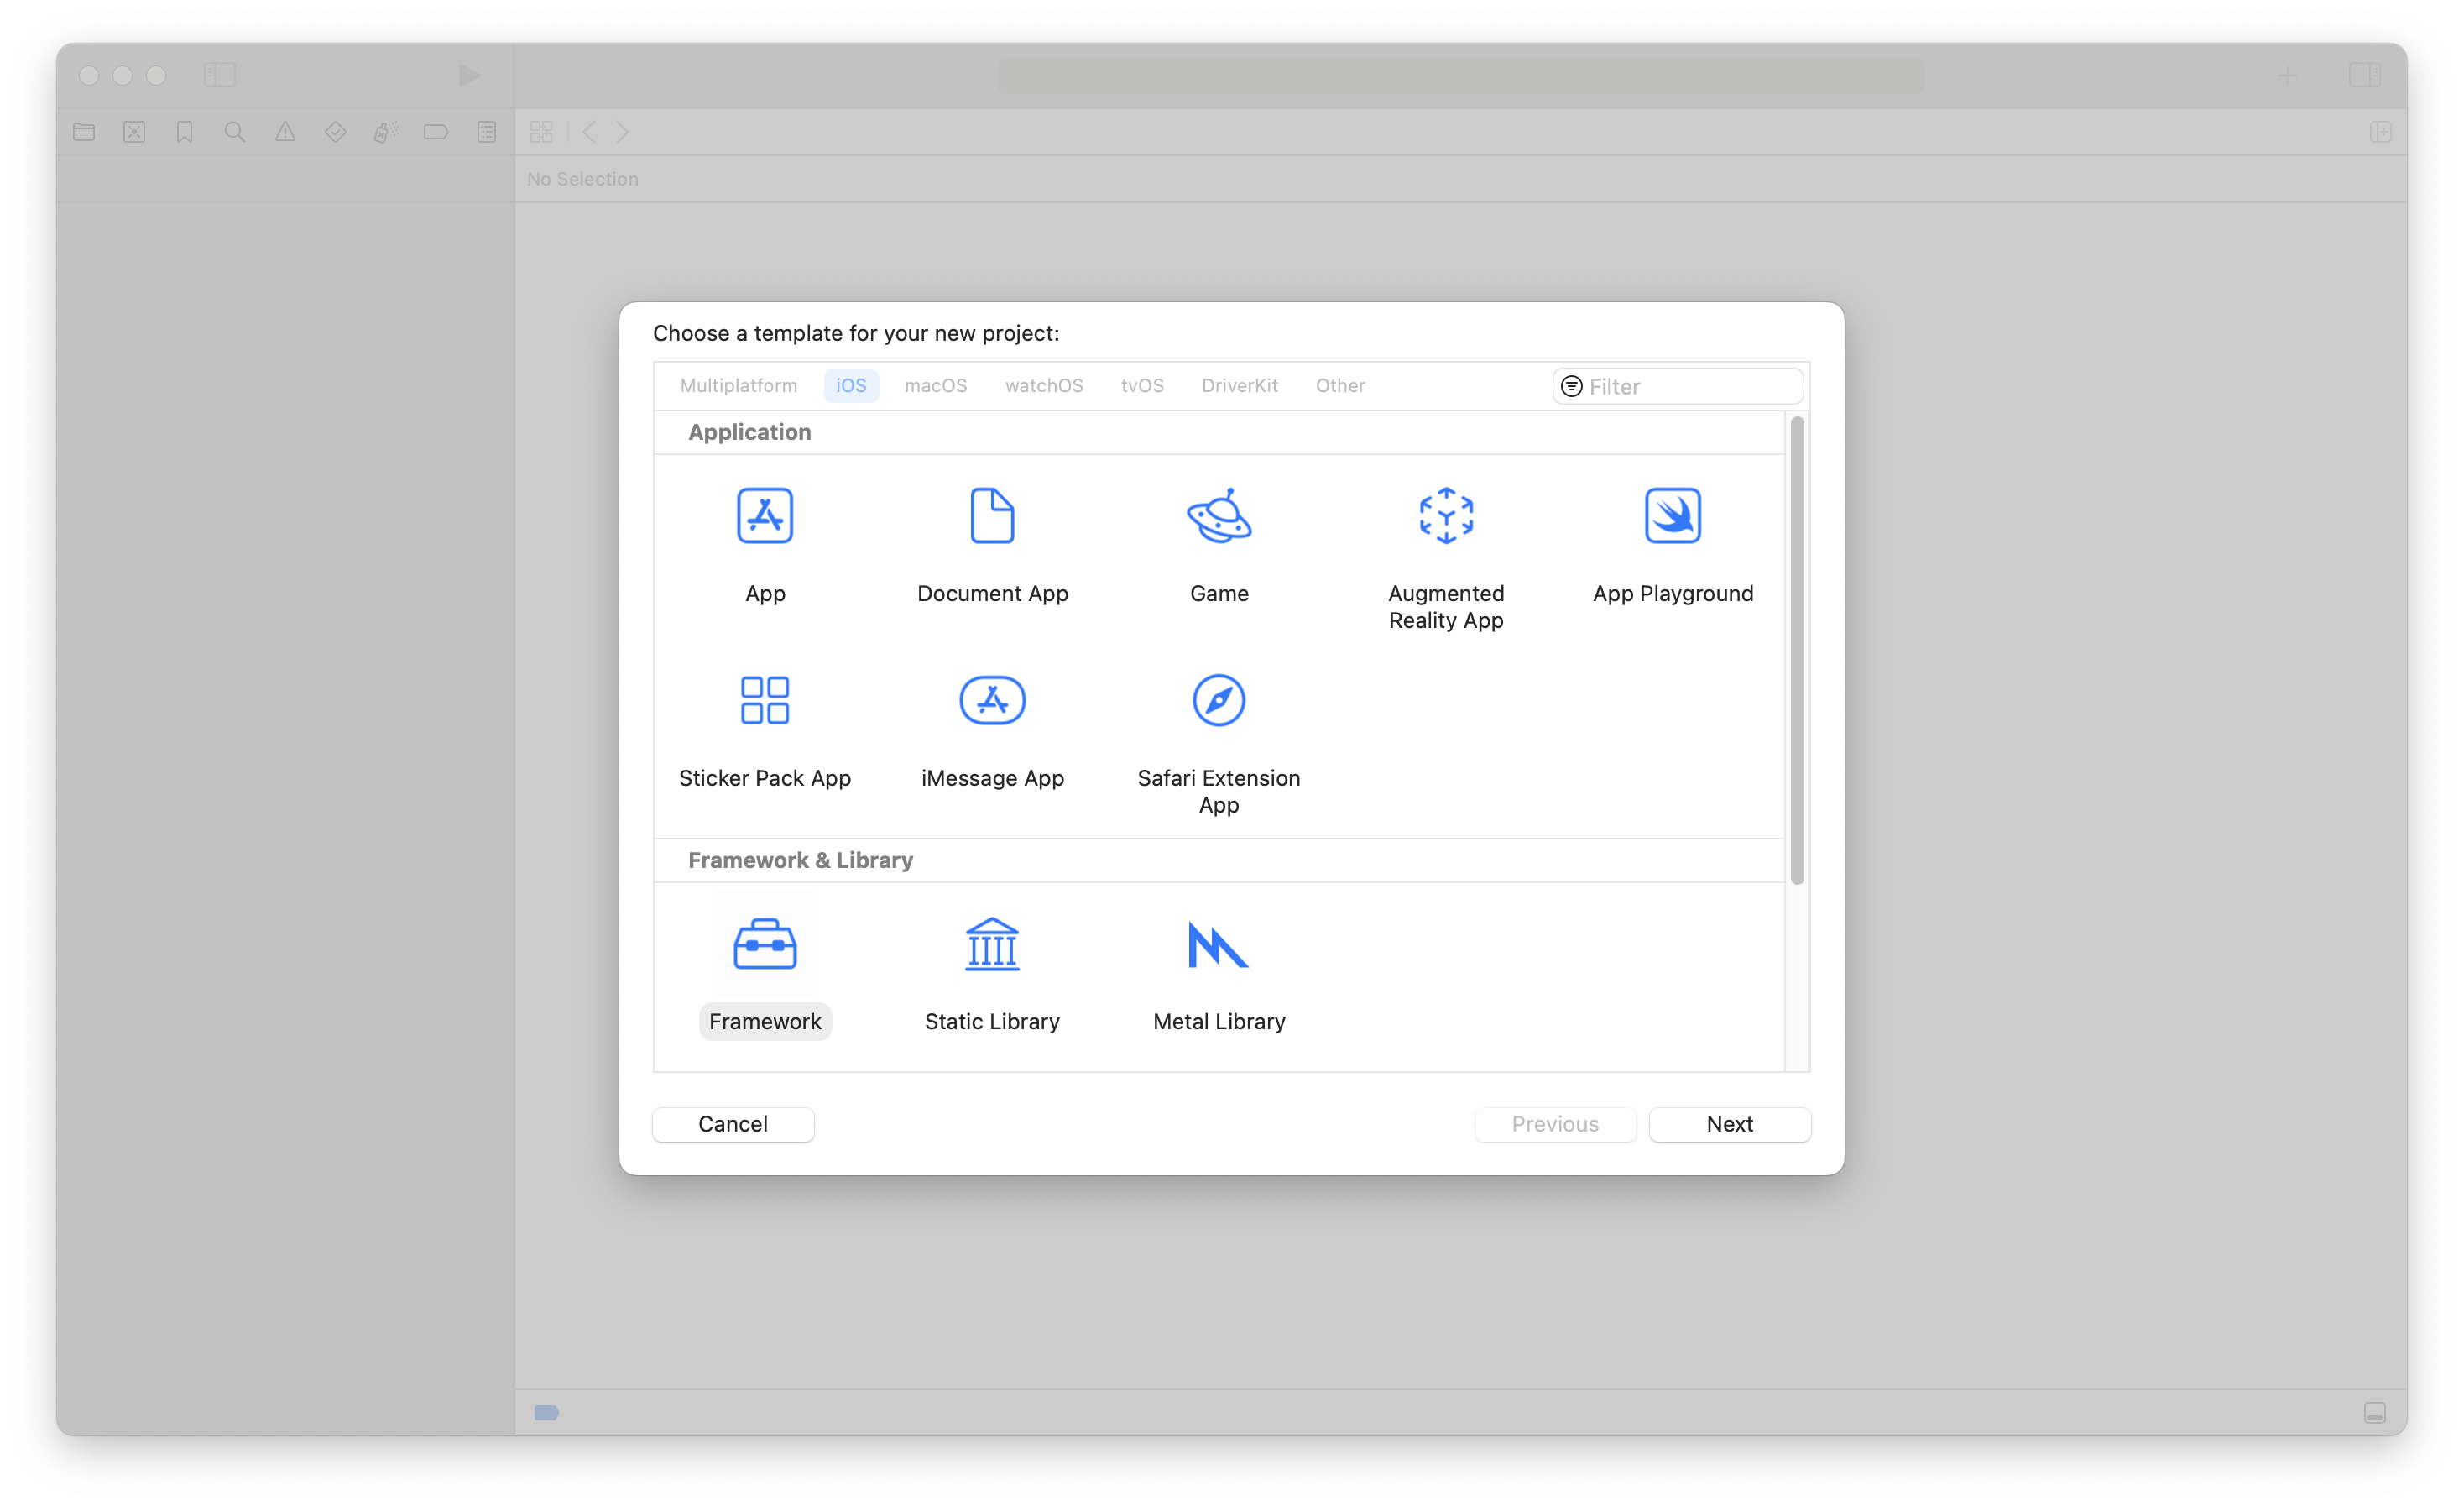 No Selection
Choose a template for your new project:
Multiplatform iOS macOS watchOS tvOS DriverKit Other Filter
Application
App Document App Game Augmented Reality App App Playground
Sticker Pack App iMessage App Safari Extension App
Framework & Library
Framework Static Library Metal Library
Cancel Previous Next